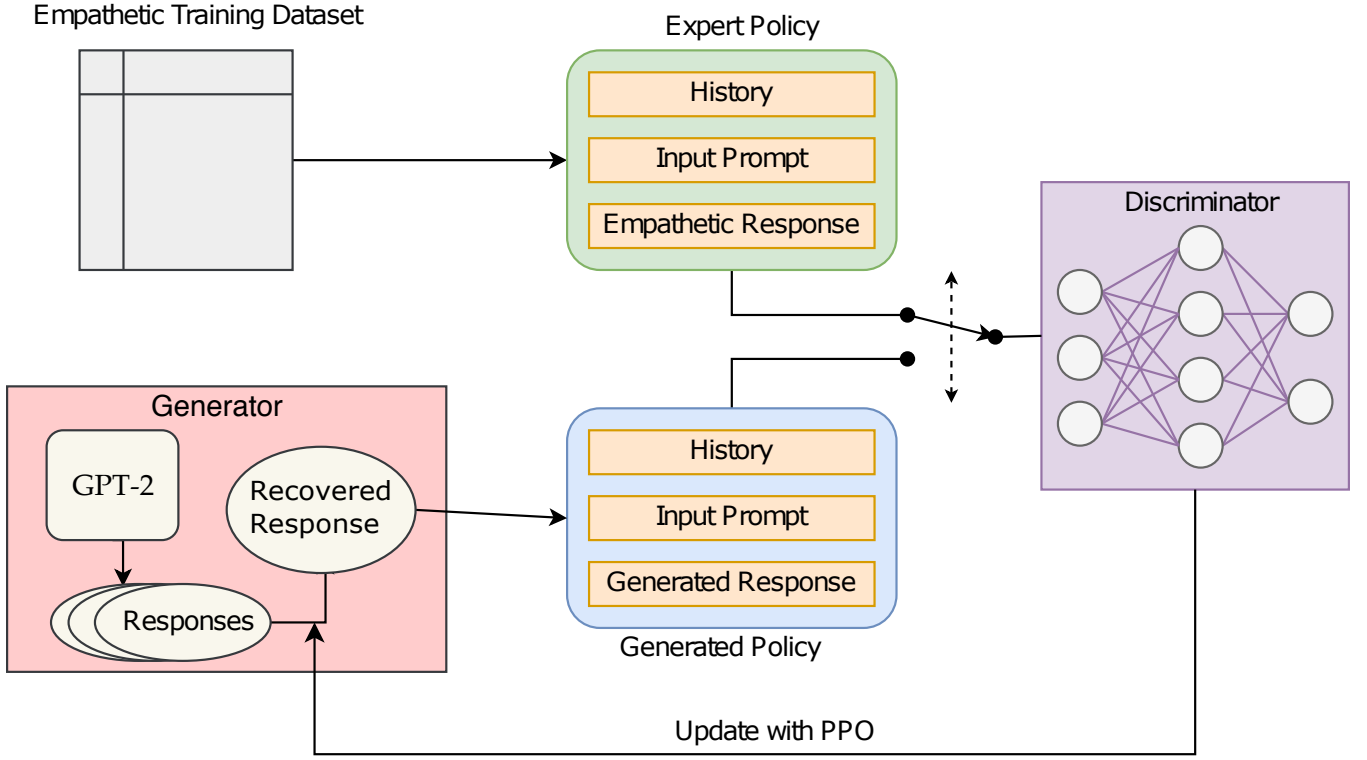 Empathetic Training Dataset
Expert Policy
History
Input Prompt
Empathetic Response
Discriminator
Generator
GPT-2
Recovered
Response
Responses
History
Input Prompt
Generated Response
Generated Policy
Update with PPO